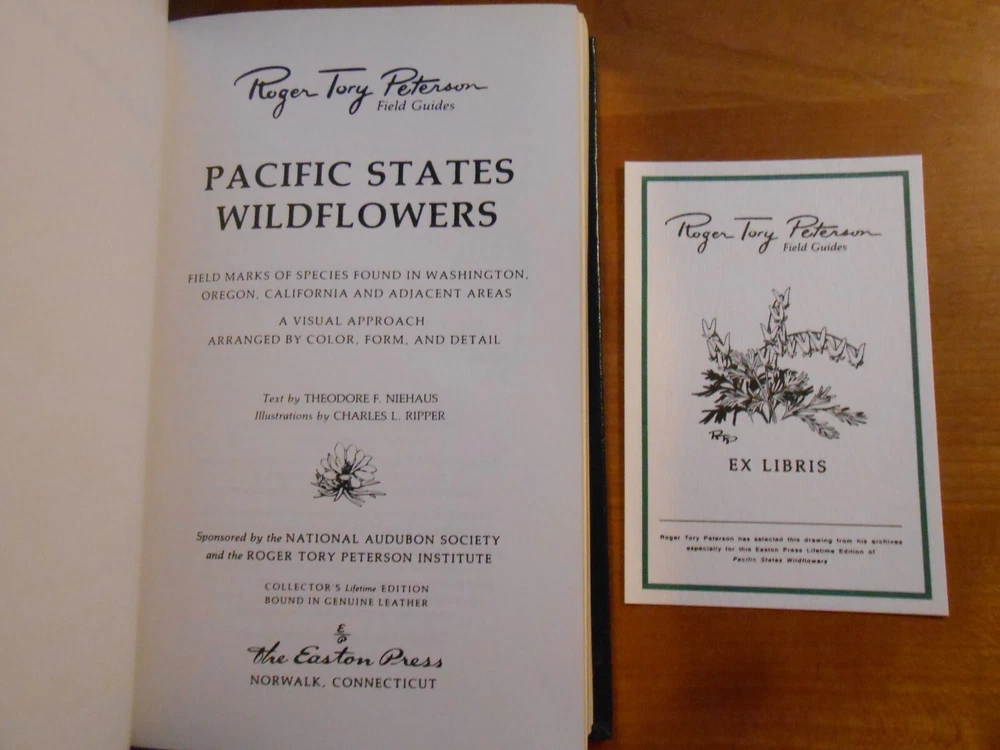 Roger Tory Peterson
Field Guides
PACIFIC STATES
WILDFLOWERS
FIELD MARKS OF SPECIES FOUND IN WASHINGTON,
OREGON, CALIFORNIA AND ADJACENT AREAS
A VISUAL APPROACH
ARRANGED BY COLOR, FORM, AND DETAIL
Text by THEODORE F. NIEHAUS
Illustrations by CHARLES L. RIPPER
Sponsored by the NATIONAL AUDUBON SOCIETY
and the ROGER TORY PETERSON INSTITUTE
COLLECTOR'S Lifetime EDITION
BOUND IN GENUINE LEATHER
E
P
The Easton Press
NORWALK, CONNECTICUT
Roger Tory Peterson
Field Guides
RTP
EX LIBRIS
Roger Tory Peterson has selected this drawing from his archives
especially for this Easton Press Lifetime Edition of
Pacific States Wildflowers